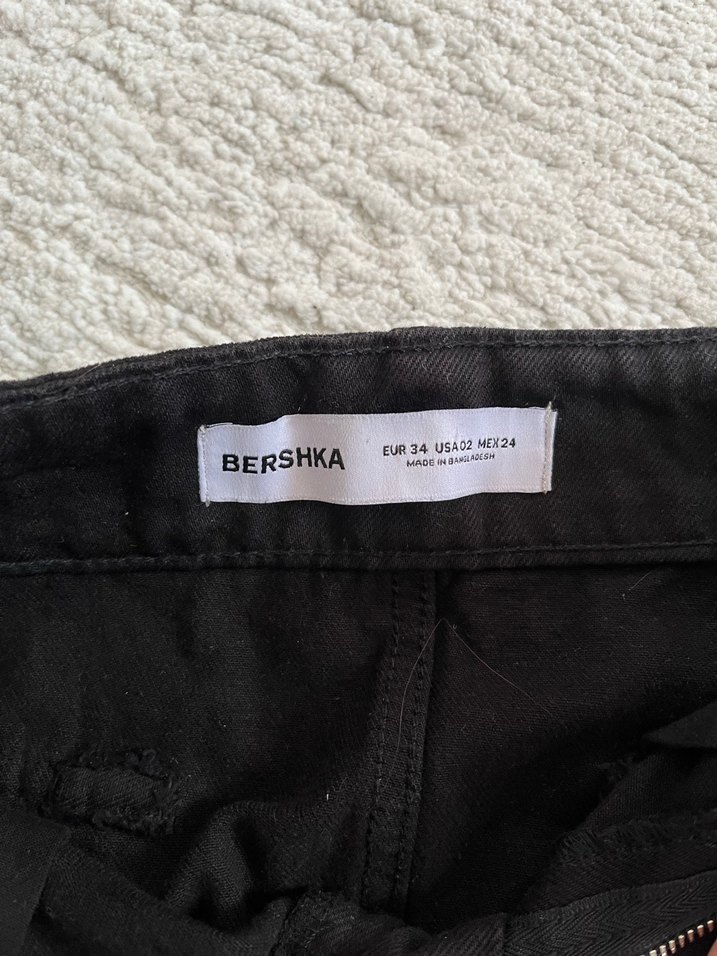 BERSHKA
EUR 34 USA 02 MEX 24
MADE IN BANGLADESH